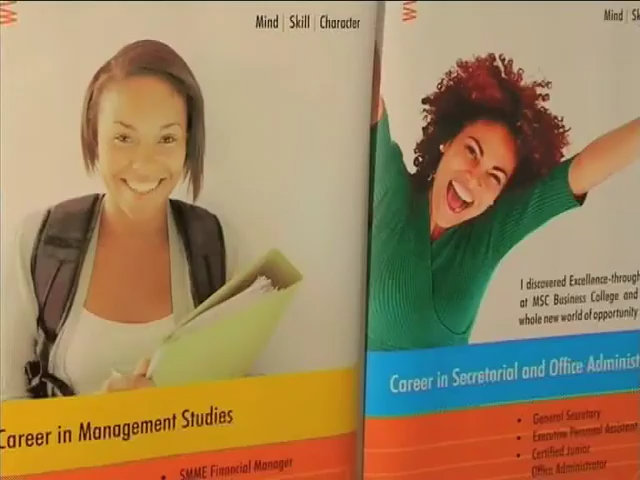 Mind | Skill | Character
Career in Management Studies
• SMME Financial Manager
Mind | Sk
I discovered Excellence-through
at MSC Business College and
whole new world of opportunity
Career in Secretorial and Office Administ
• General Secretary
• Executive Personal Assistant
• Certified Junior
Office Administrator